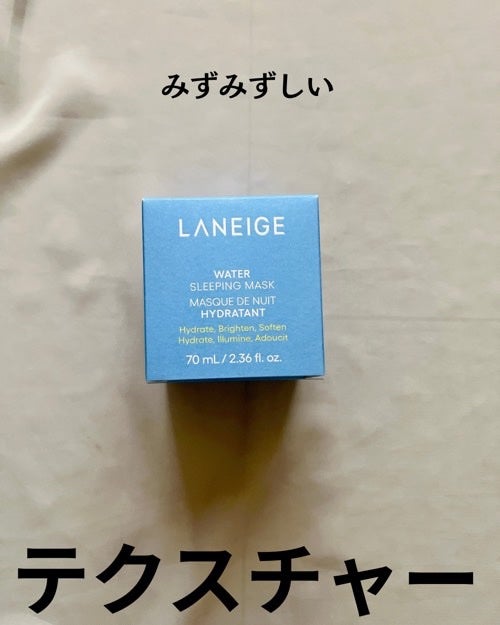 みずみずしい
LANEIGE
WATER
SLEEPING MASK
MASQUE DE NUIT
HYDRATANT
Hydrate, Brighten, Soften
Hydrate, Illumine, Adoucit
70 mL / 2.36 fl. oz.
テクスチャー